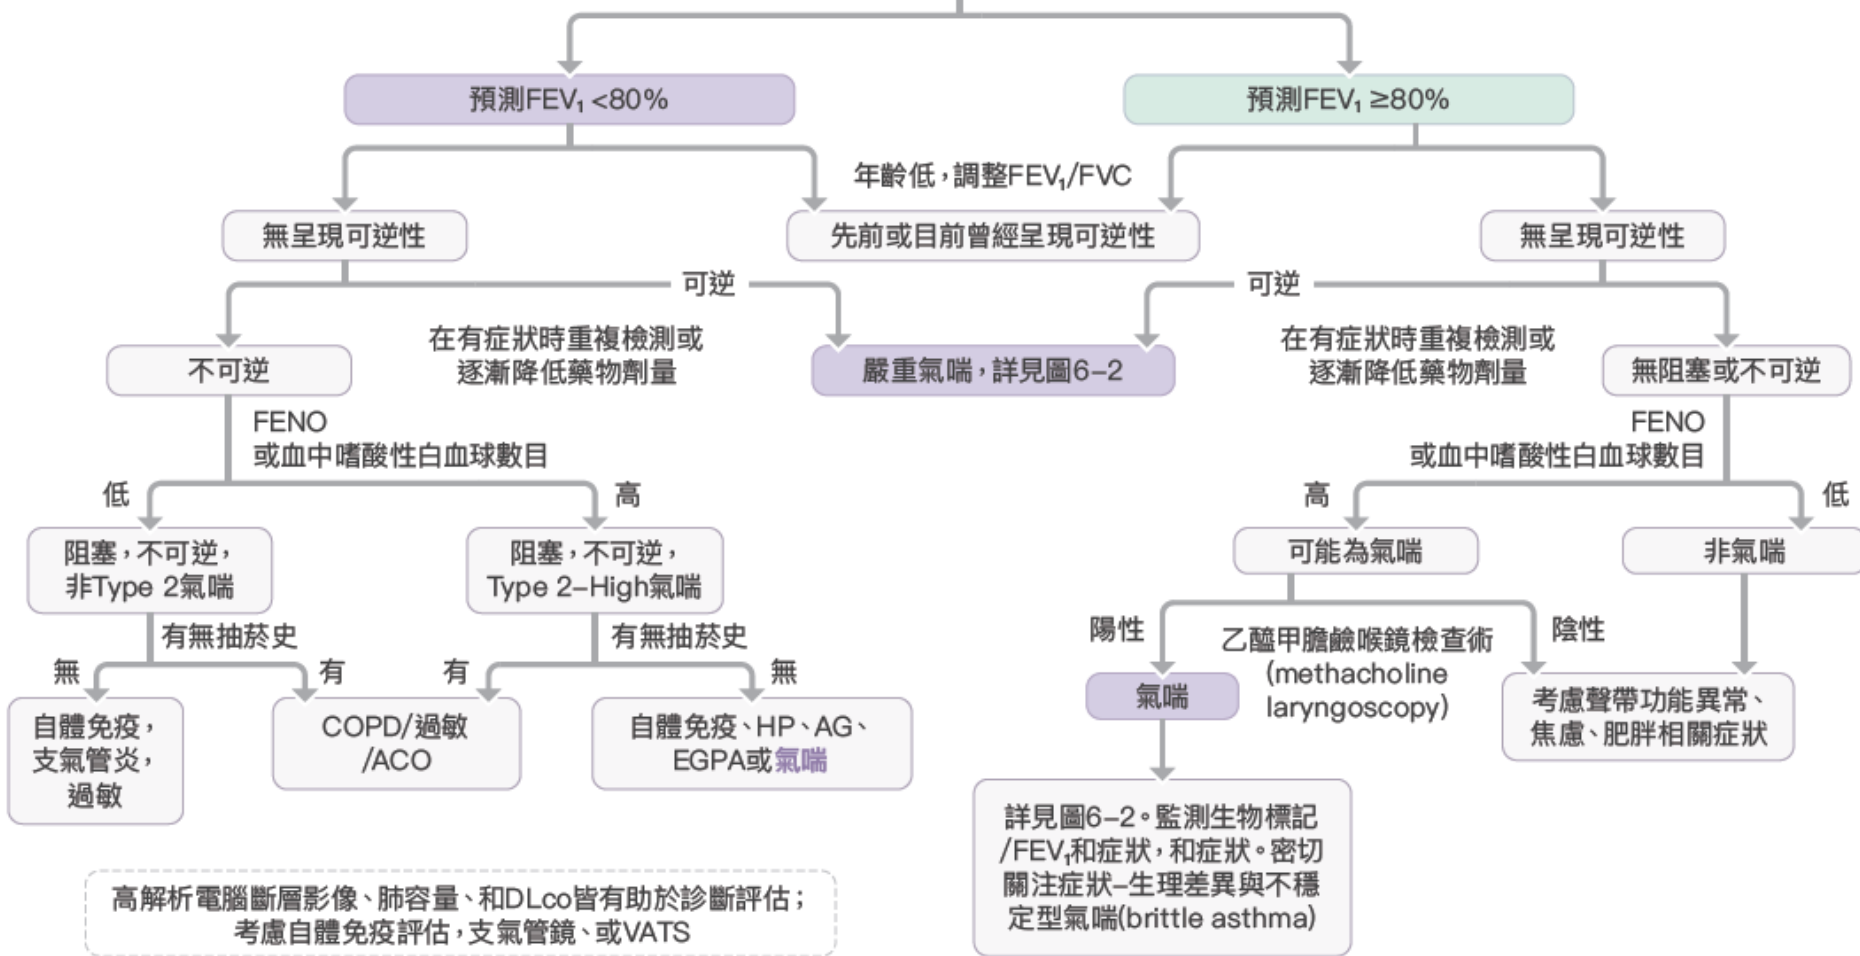 預測FEV₁ <80%
預測FEV₁ ≥80%
年齡低，調整FEV₁/FVC
無呈現可逆性
先前或目前曾經呈現可逆性
無呈現可逆性
可逆
可逆
在有症狀時重複檢測或
逐漸降低藥物劑量
在有症狀時重複檢測或
逐漸降低藥物劑量
不可逆
嚴重氣喘，詳見圖6–2
無阻塞或不可逆
FENO
或血中嗜酸性白血球數目
FENO
或血中嗜酸性白血球數目
低
高
高
低
阻塞，不可逆，
非Type 2氣喘
阻塞，不可逆，
Type 2–High氣喘
可能為氣喘
非氣喘
有無抽菸史
有無抽菸史
陽性
乙醯甲膽鹼喉鏡檢查術
(methacholine
laryngoscopy)
陰性
無
有
有
無
自體免疫，
支氣管炎，
過敏
COPD/過敏
/ACO
自體免疫、HP、AG、
EGPA或氣喘
氣喘
考慮聲帶功能異常、
焦慮、肥胖相關症狀
詳見圖6–2。監測生物標記
/FEV₁和症狀，和症狀。密切
關注症狀–生理差異與不穩
定型氣喘(brittle asthma)
高解析電腦斷層影像、肺容量、和DLco皆有助於診斷評估；
考慮自體免疫評估，支氣管鏡、或VATS